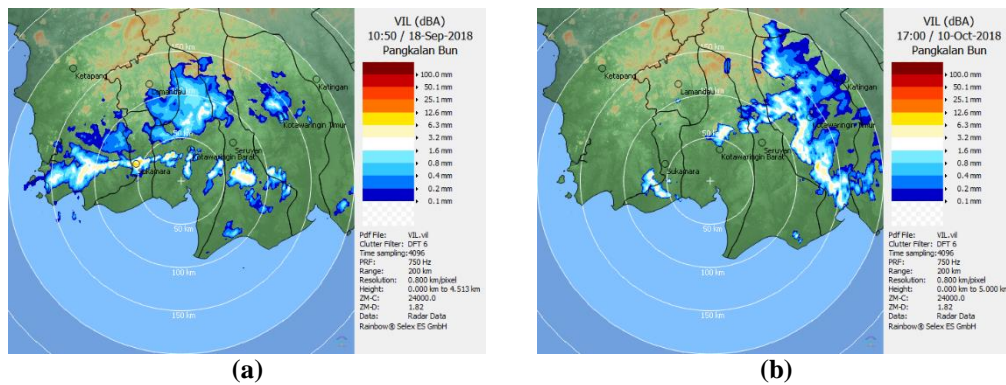 VIL (dBA)
10:50 / 18-Sep-2018
Pangkalan Bun
100.0 mm
50.1 mm
25.1 mm
12.6 mm
6.3 mm
3.2 mm
1.6 mm
0.8 mm
0.4 mm
0.2 mm
0.1 mm
Pdf File: VIL.vil
Clutter Filter: DFT 6
Time sampling:4096
PRF: 750 Hz
Range: 200 km
Resolution: 0.800 km/pixel
Height: 0.000 km to 4.513 km
ZM-C: 24000.0
ZM-D: 1.82
Data: Radar Data
Rainbow® Selex ES GmbH
150 km
Ketapang
Lamandau
Katingan
50 km
Kotawaringin Timur
Kotawaringin Barat
Seruyan
Sukamara
50 km
100 km
150 km
(a)
VIL (dBA)
17:00 / 10-Oct-2018
Pangkalan Bun
100.0 mm
50.1 mm
25.1 mm
12.6 mm
6.3 mm
3.2 mm
1.6 mm
0.8 mm
0.4 mm
0.2 mm
0.1 mm
Pdf File: VIL.vil
Clutter Filter: DFT 6
Time sampling:4096
PRF: 750 Hz
Range: 200 km
Resolution: 0.800 km/pixel
Height: 0.000 km to 5.000 km
ZM-C: 24000.0
ZM-D: 1.82
Data: Radar Data
Rainbow® Selex ES GmbH
150 km
Ketapang
Lamandau
Katingan
50 km
Kotawaringin Timur
Kotawaringin Barat
Seruyan
Sukamara
50 km
100 km
150 km
(b)